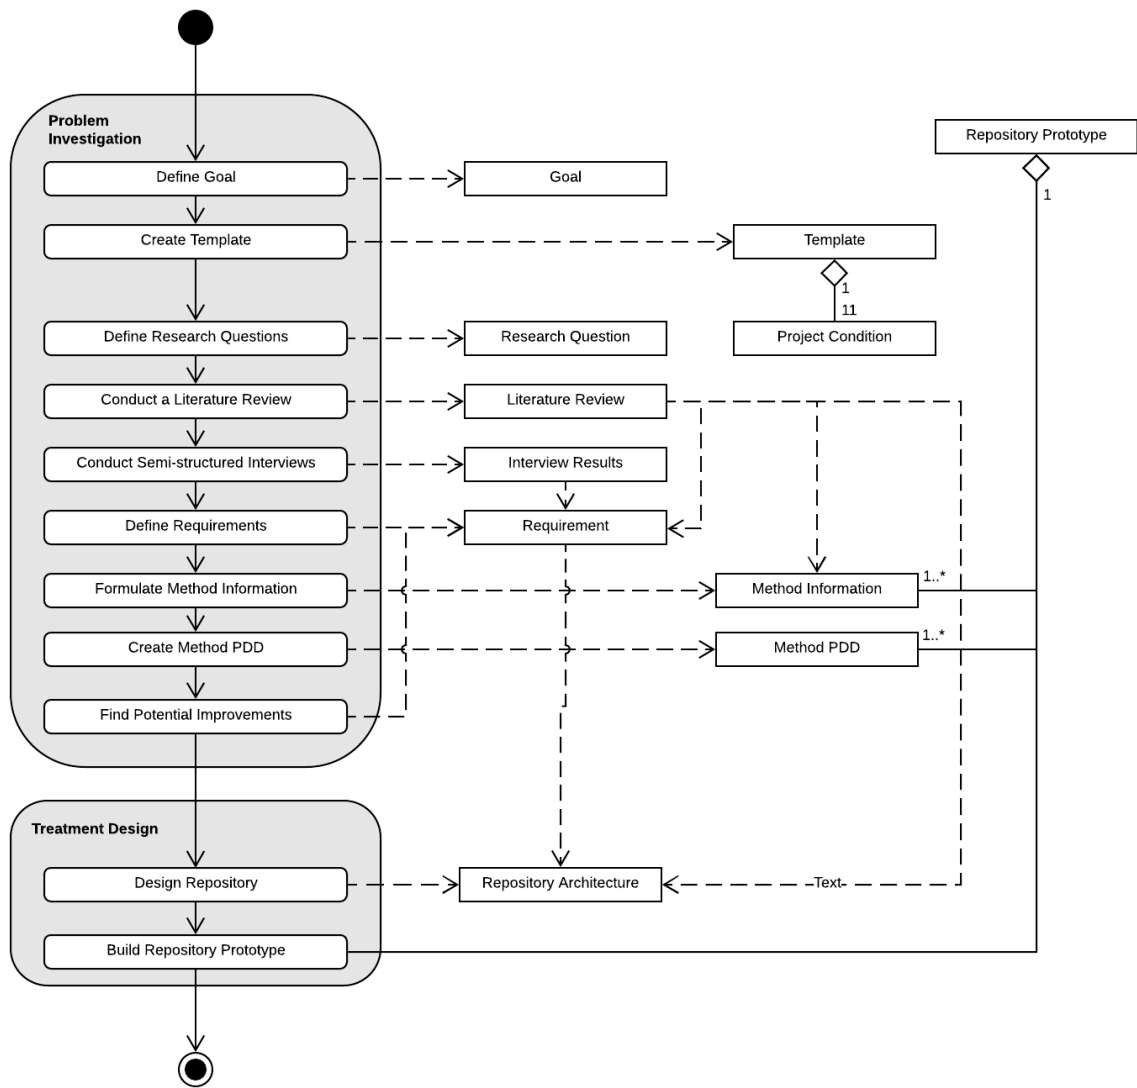 Problem
Investigation
Repository Prototype
1
Define Goal
Goal
Create Template
Template
1
11
Define Research Questions
Research Question
Project Condition
Conduct a Literature Review
Literature Review
Conduct Semi-structured Interviews
Interview Results
Define Requirements
Requirement
Formulate Method Information
Method Information
1..*
Create Method PDD
Method PDD
1..*
Find Potential Improvements
Treatment Design
Design Repository
Repository Architecture
Text
Build Repository Prototype